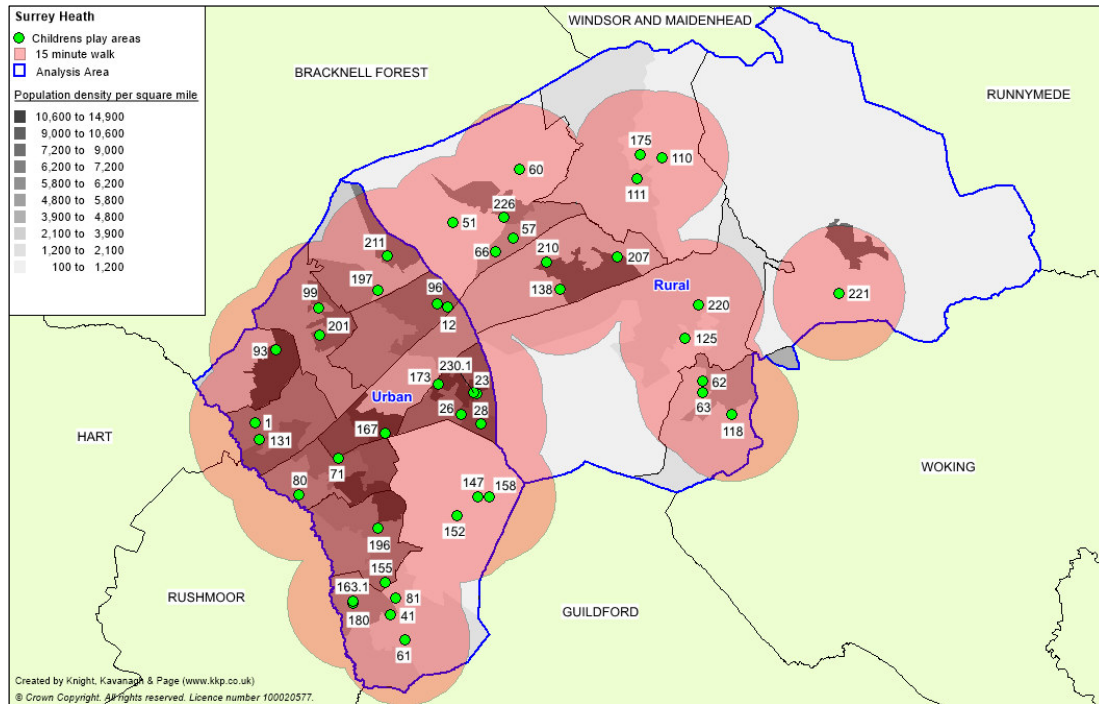 Surrey Heath
Childrens play areas
15 minute walk
Analysis Area
Population density per square mile
10,600 to 14,900
9,000 to 10,600
7,200 to 9,000
6,200 to 7,200
5,800 to 6,200
4,800 to 5,800
3,900 to 4,800
2,100 to 3,900
1,200 to 2,100
100 to 1,200
WINDSOR AND MAIDENHEAD
BRACKNELL FOREST
RUNNYMEDE
175
110
60
111
226
51
57
211
66
210
207
197
138
Rural
99
96
220
221
12
201
125
93
230.1
23
173
62
Urban
63
26
28
1
118
167
HART
131
WOKING
71
80
147
158
152
196
155
163.1
81
RUSHMOOR
GUILDFORD
180
41
61
Created by Knight, Kavanagh & Page (www.kkp.co.uk)
© Crown Copyright. All rights reserved. Licence number 100020577.